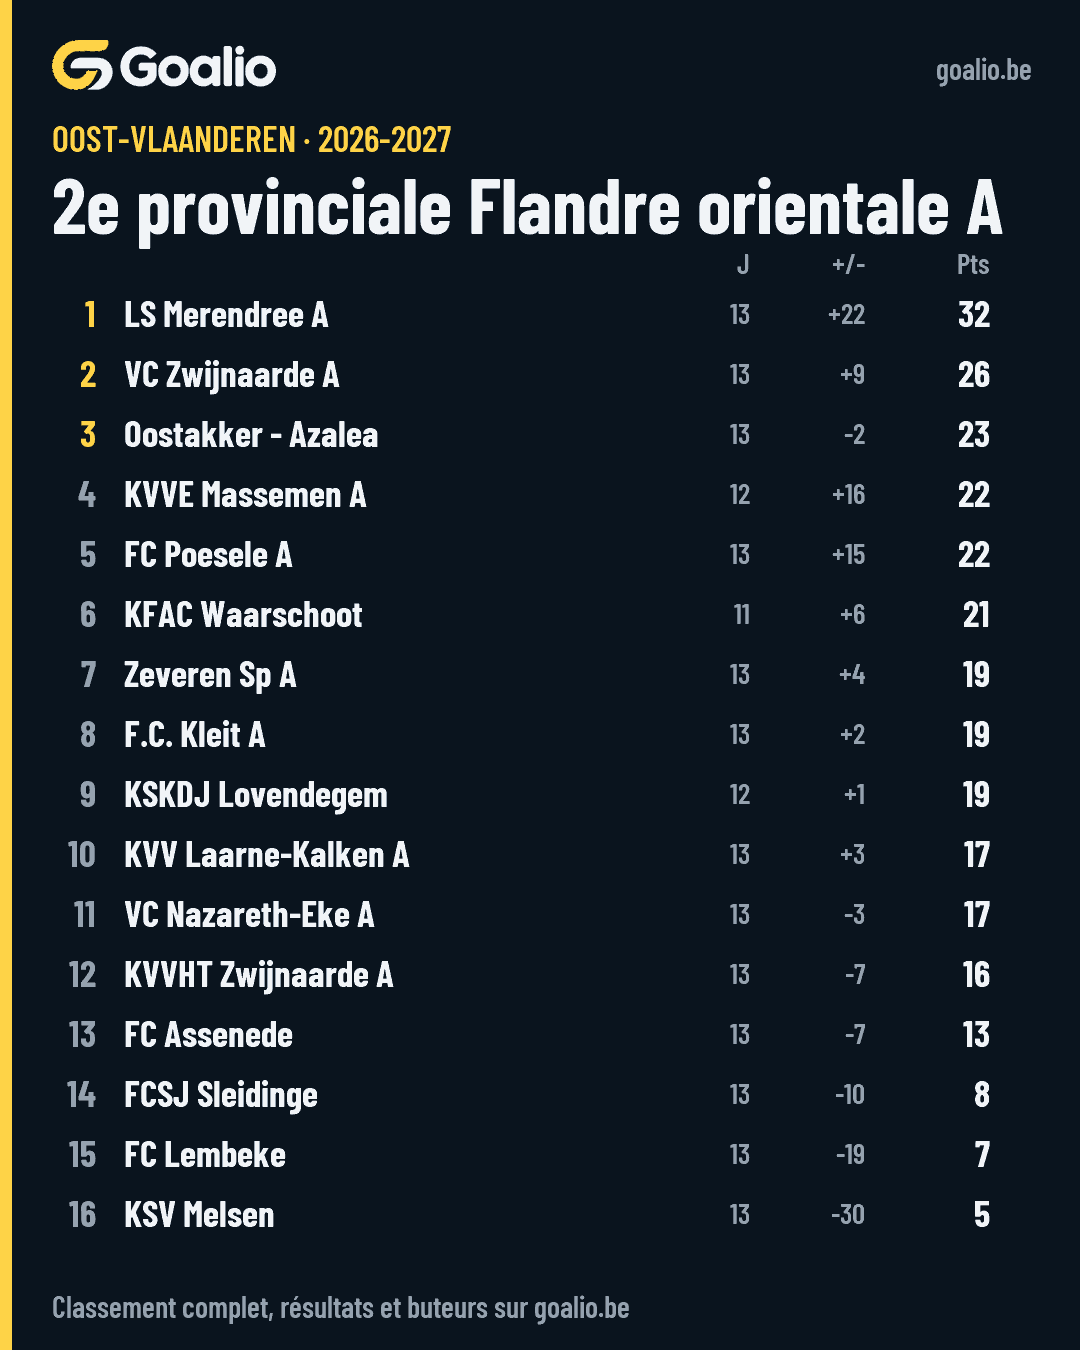 Goalio
goalio.be
OOST-VLAANDEREN · 2026-2027
2e provinciale Flandre orientale A
J +/- Pts
1 LS Merendree A 13 +22 32
2 VC Zwijnaarde A 13 +9 26
3 Oostakker - Azalea 13 -2 23
4 KVVE Massemen A 12 +16 22
5 FC Poesele A 13 +15 22
6 KFAC Waarschoot 11 +6 21
7 Zeveren Sp A 13 +4 19
8 F.C. Kleit A 13 +2 19
9 KSKDJ Lovendegem 12 +1 19
10 KVV Laarne-Kalken A 13 +3 17
11 VC Nazareth-Eke A 13 -3 17
12 KVVHT Zwijnaarde A 13 -7 16
13 FC Assenede 13 -7 13
14 FCSJ Sleidinge 13 -10 8
15 FC Lembeke 13 -19 7
16 KSV Melsen 13 -30 5
Classement complet, résultats et buteurs sur goalio.be